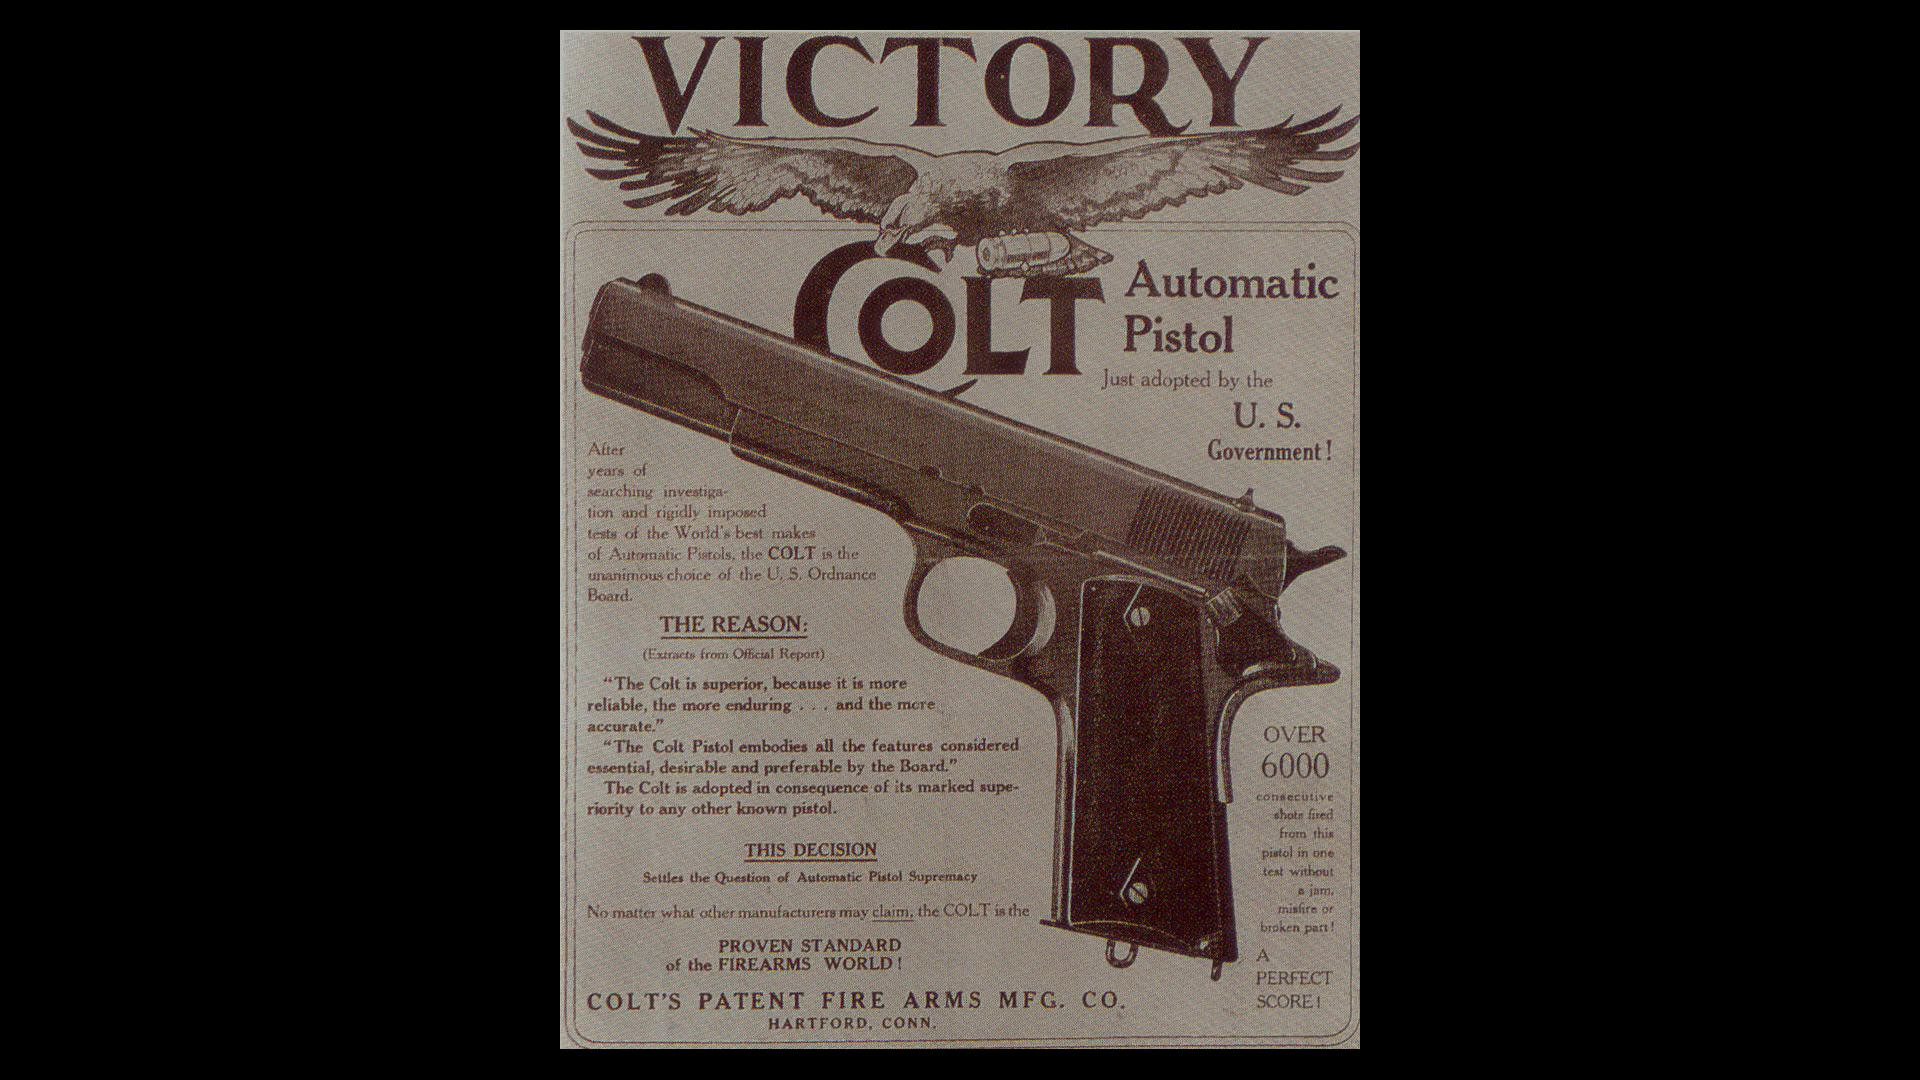 VICTORY
COLT
Automatic
Pistol
Just adopted by the
U. S.
Government!
After
years of
searching investiga-
tion and rigidly imposed
tests of the World's best makes
of Automatic Pistols, the COLT is the
unanimous choice of the U. S. Ordnance
Board.
THE REASON:
(Extracts from Official Report)
"The Colt is superior, because it is more
reliable, the more enduring . . . and the more
accurate."
"The Colt Pistol embodies all the features considered
essential, desirable and preferable by the Board."
The Colt is adopted in consequence of its marked supe-
riority to any other known pistol.
THIS DECISION
Settles the Question of Automatic Pistol Supremacy
No matter what other manufacturers may claim, the COLT is the
PROVEN STANDARD
of the FIREARMS WORLD!
COLT'S PATENT FIRE ARMS MFG. CO.
HARTFORD, CONN.
OVER
6000
consecutive
shots fired
from this
pistol in one
test without
a jam,
misfire or
broken part!
A
PERFECT
SCORE!